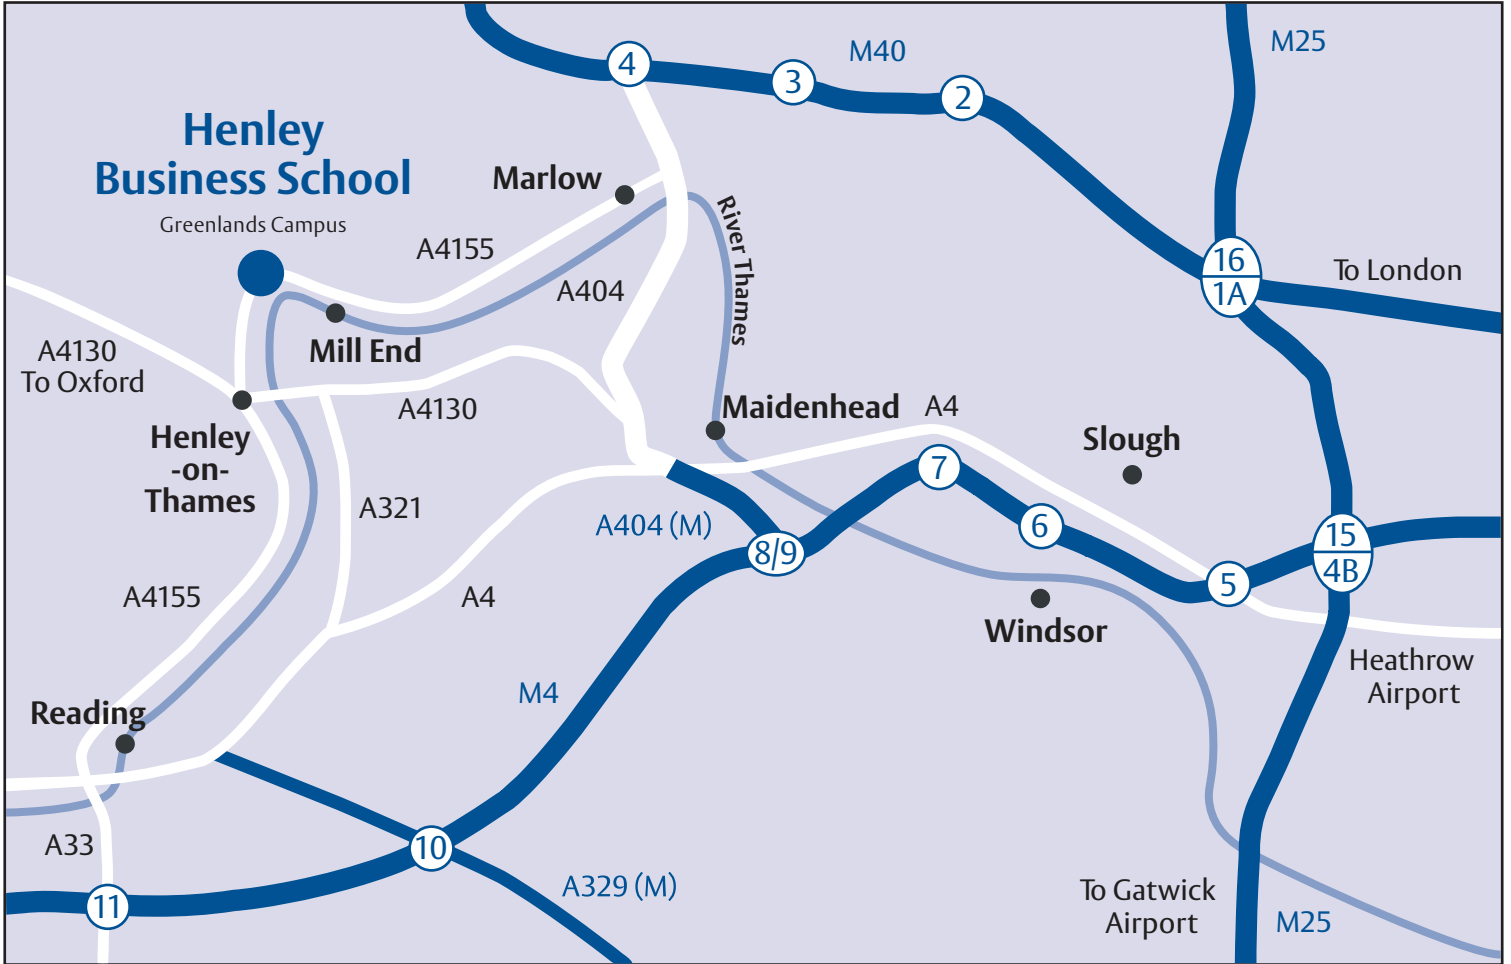 M40
M25
4
3
2
Henley
Business School
Greenlands Campus
Marlow
River Thames
A4155
A404
16
1A
To London
A4130
To Oxford
Mill End
A4130
Maidenhead
A4
Slough
Henley
-on-
Thames
A321
A404 (M)
7
6
8/9
15
4B
5
A4155
A4
Windsor
Heathrow
Airport
M4
Reading
A33
10
11
A329 (M)
To Gatwick
Airport
M25